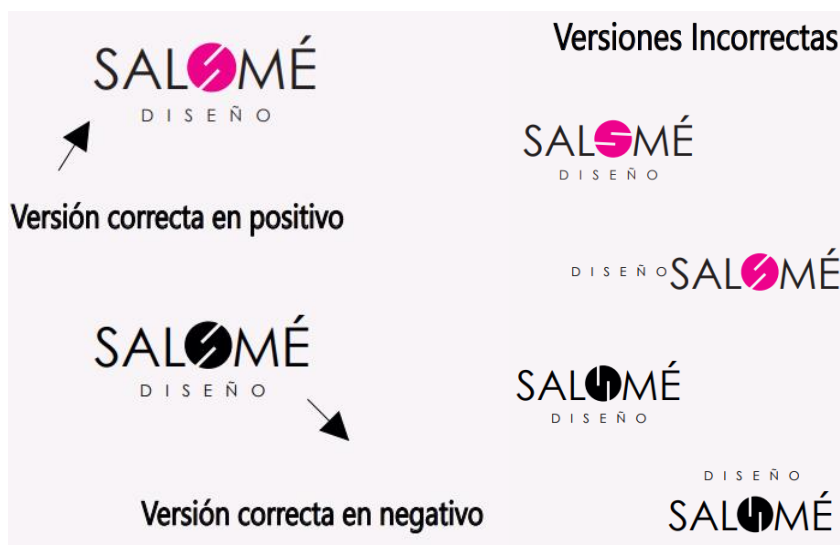 SALOMÉ
DISEÑO
Versión correcta en positivo
SALOMÉ
DISEÑO
Versión correcta en negativo
Versiones Incorrectas
SALOMÉ
DISEÑO
DISEÑO SALOMÉ
SALOMÉ
DISEÑO
DISEÑO
SALOMÉ